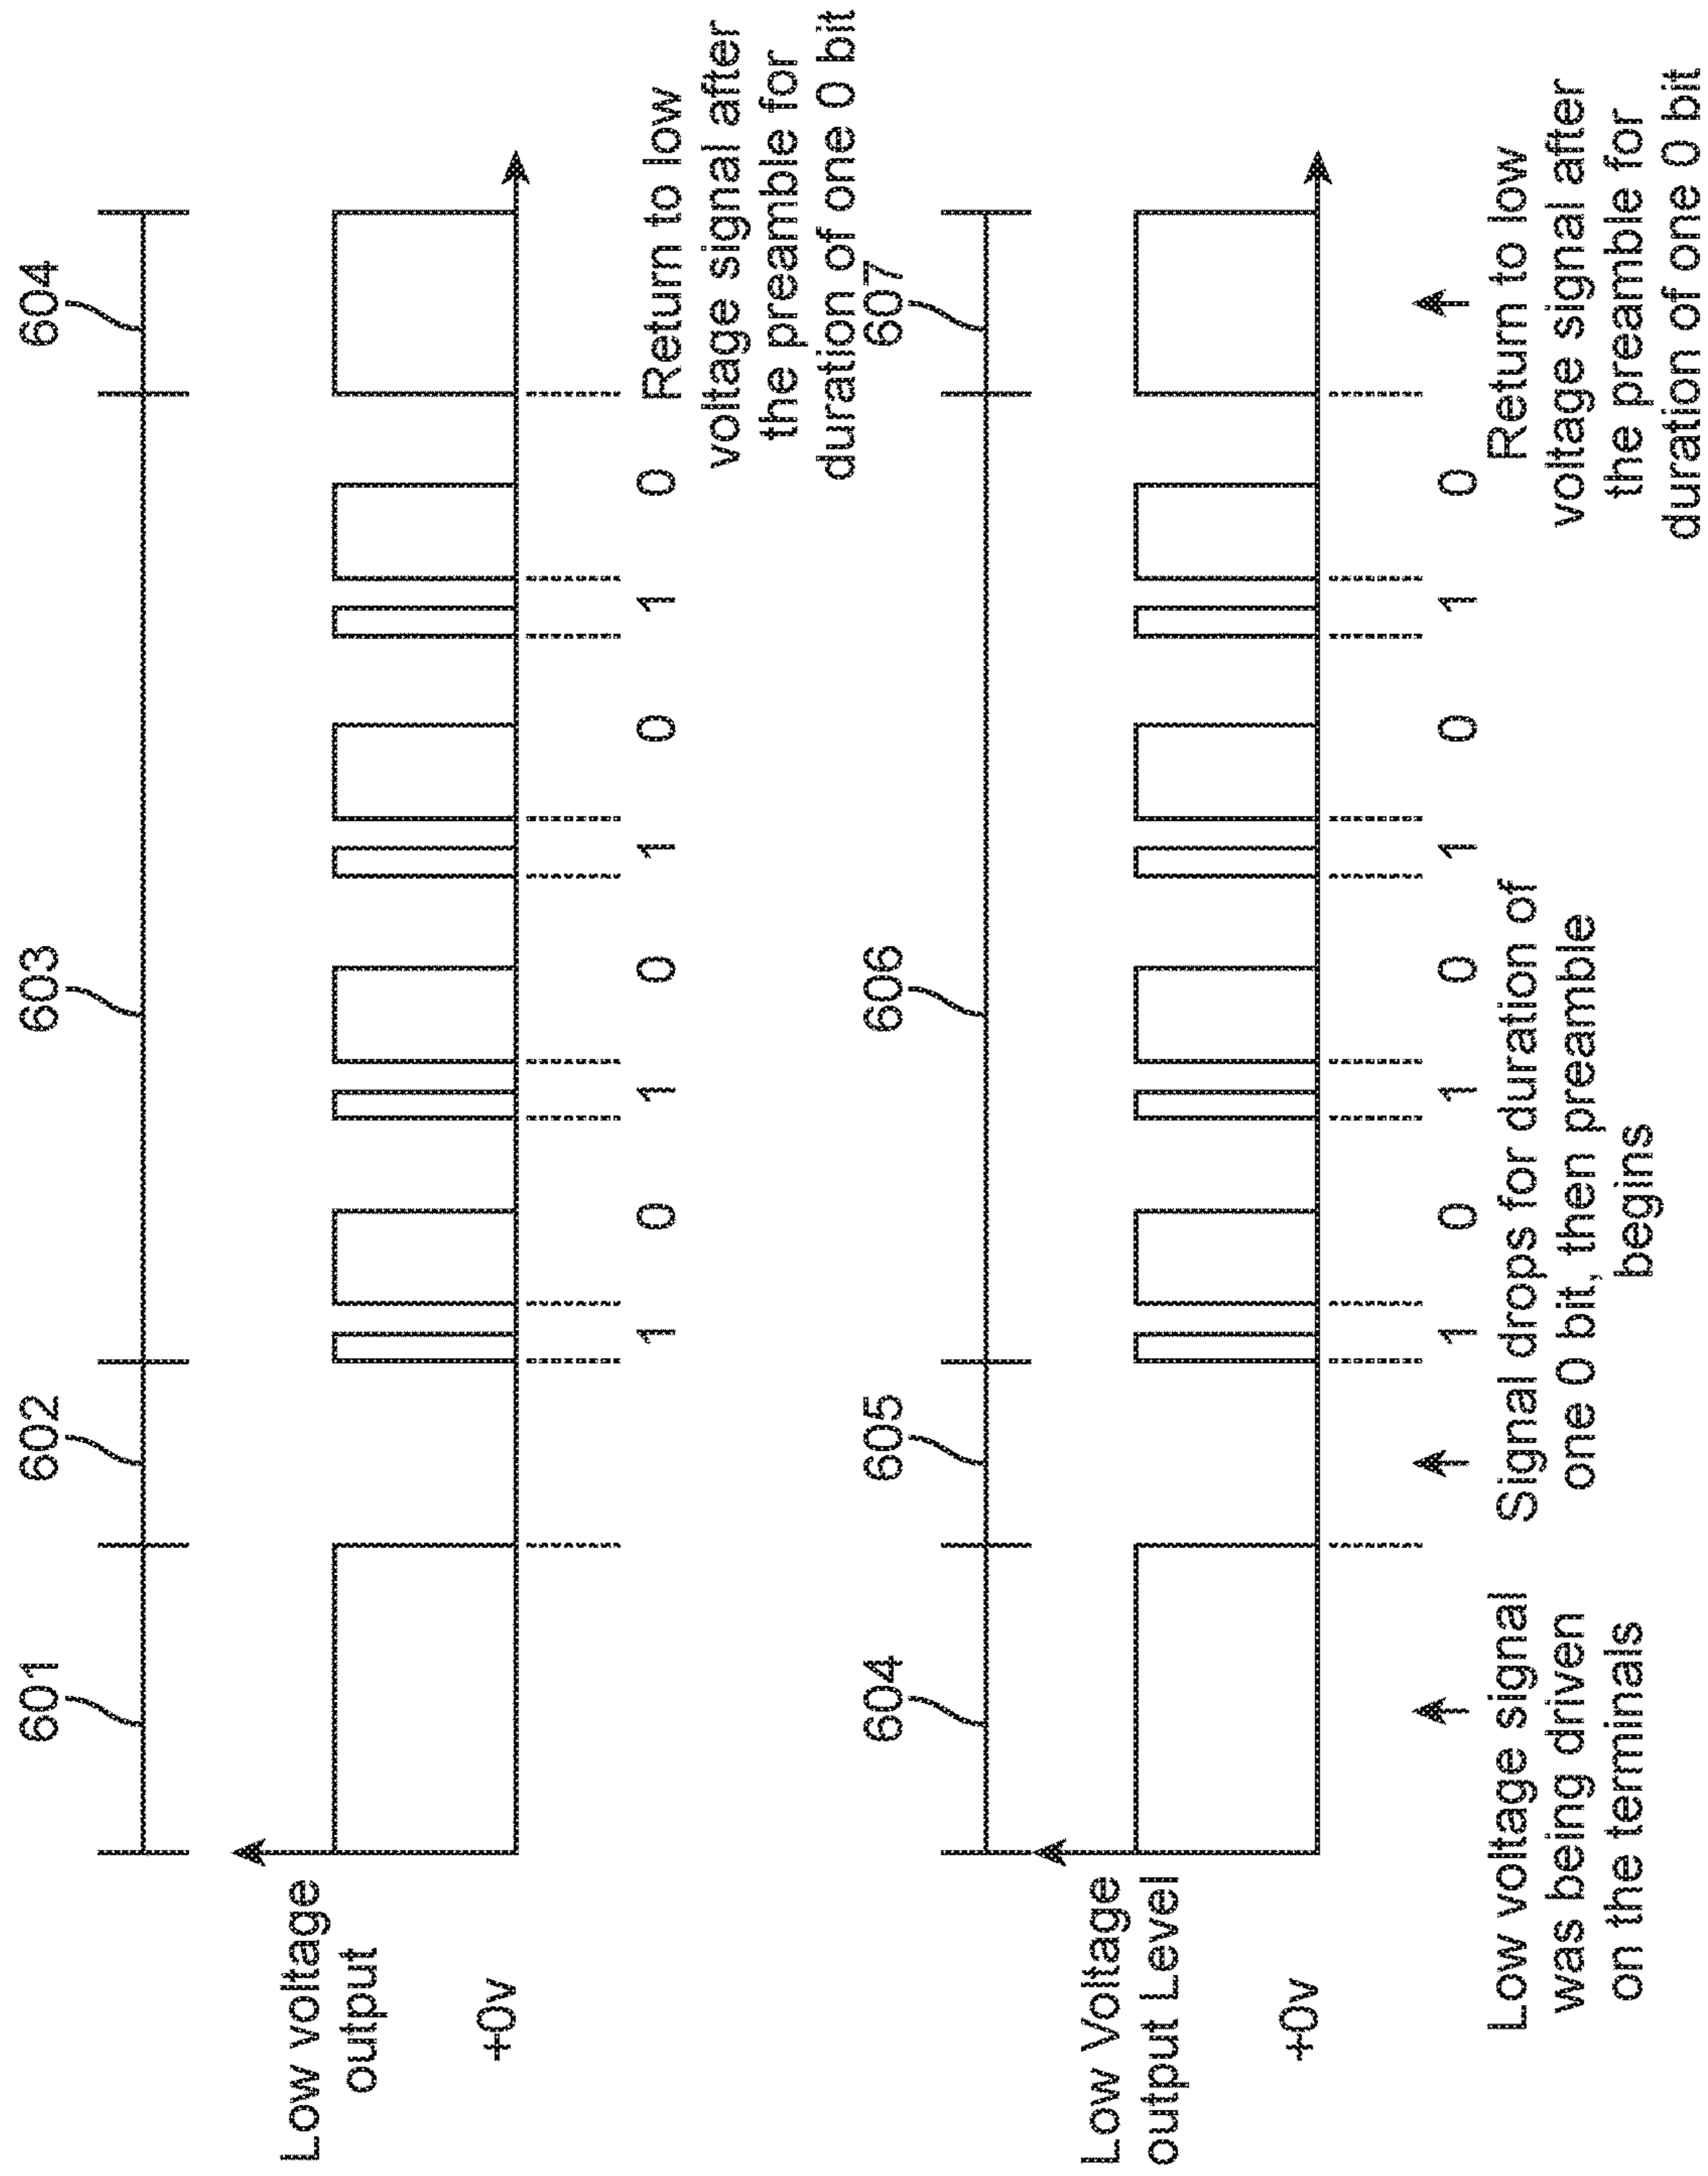 601
602
603
604
Low voltage
output
+0v
1 0 1 0 1 0 1 0
Return to low
voltage signal after
the preamble for
duration of one 0 bit
604
605
606
607
Low Voltage
output Level
+0v
1 0 1 0 1 0 1 0
Low voltage signal
was being driven
on the terminals
Signal drops for duration of
one 0 bit, then preamble
begins
Return to low
voltage signal after
the preamble for
duration of one 0 bit